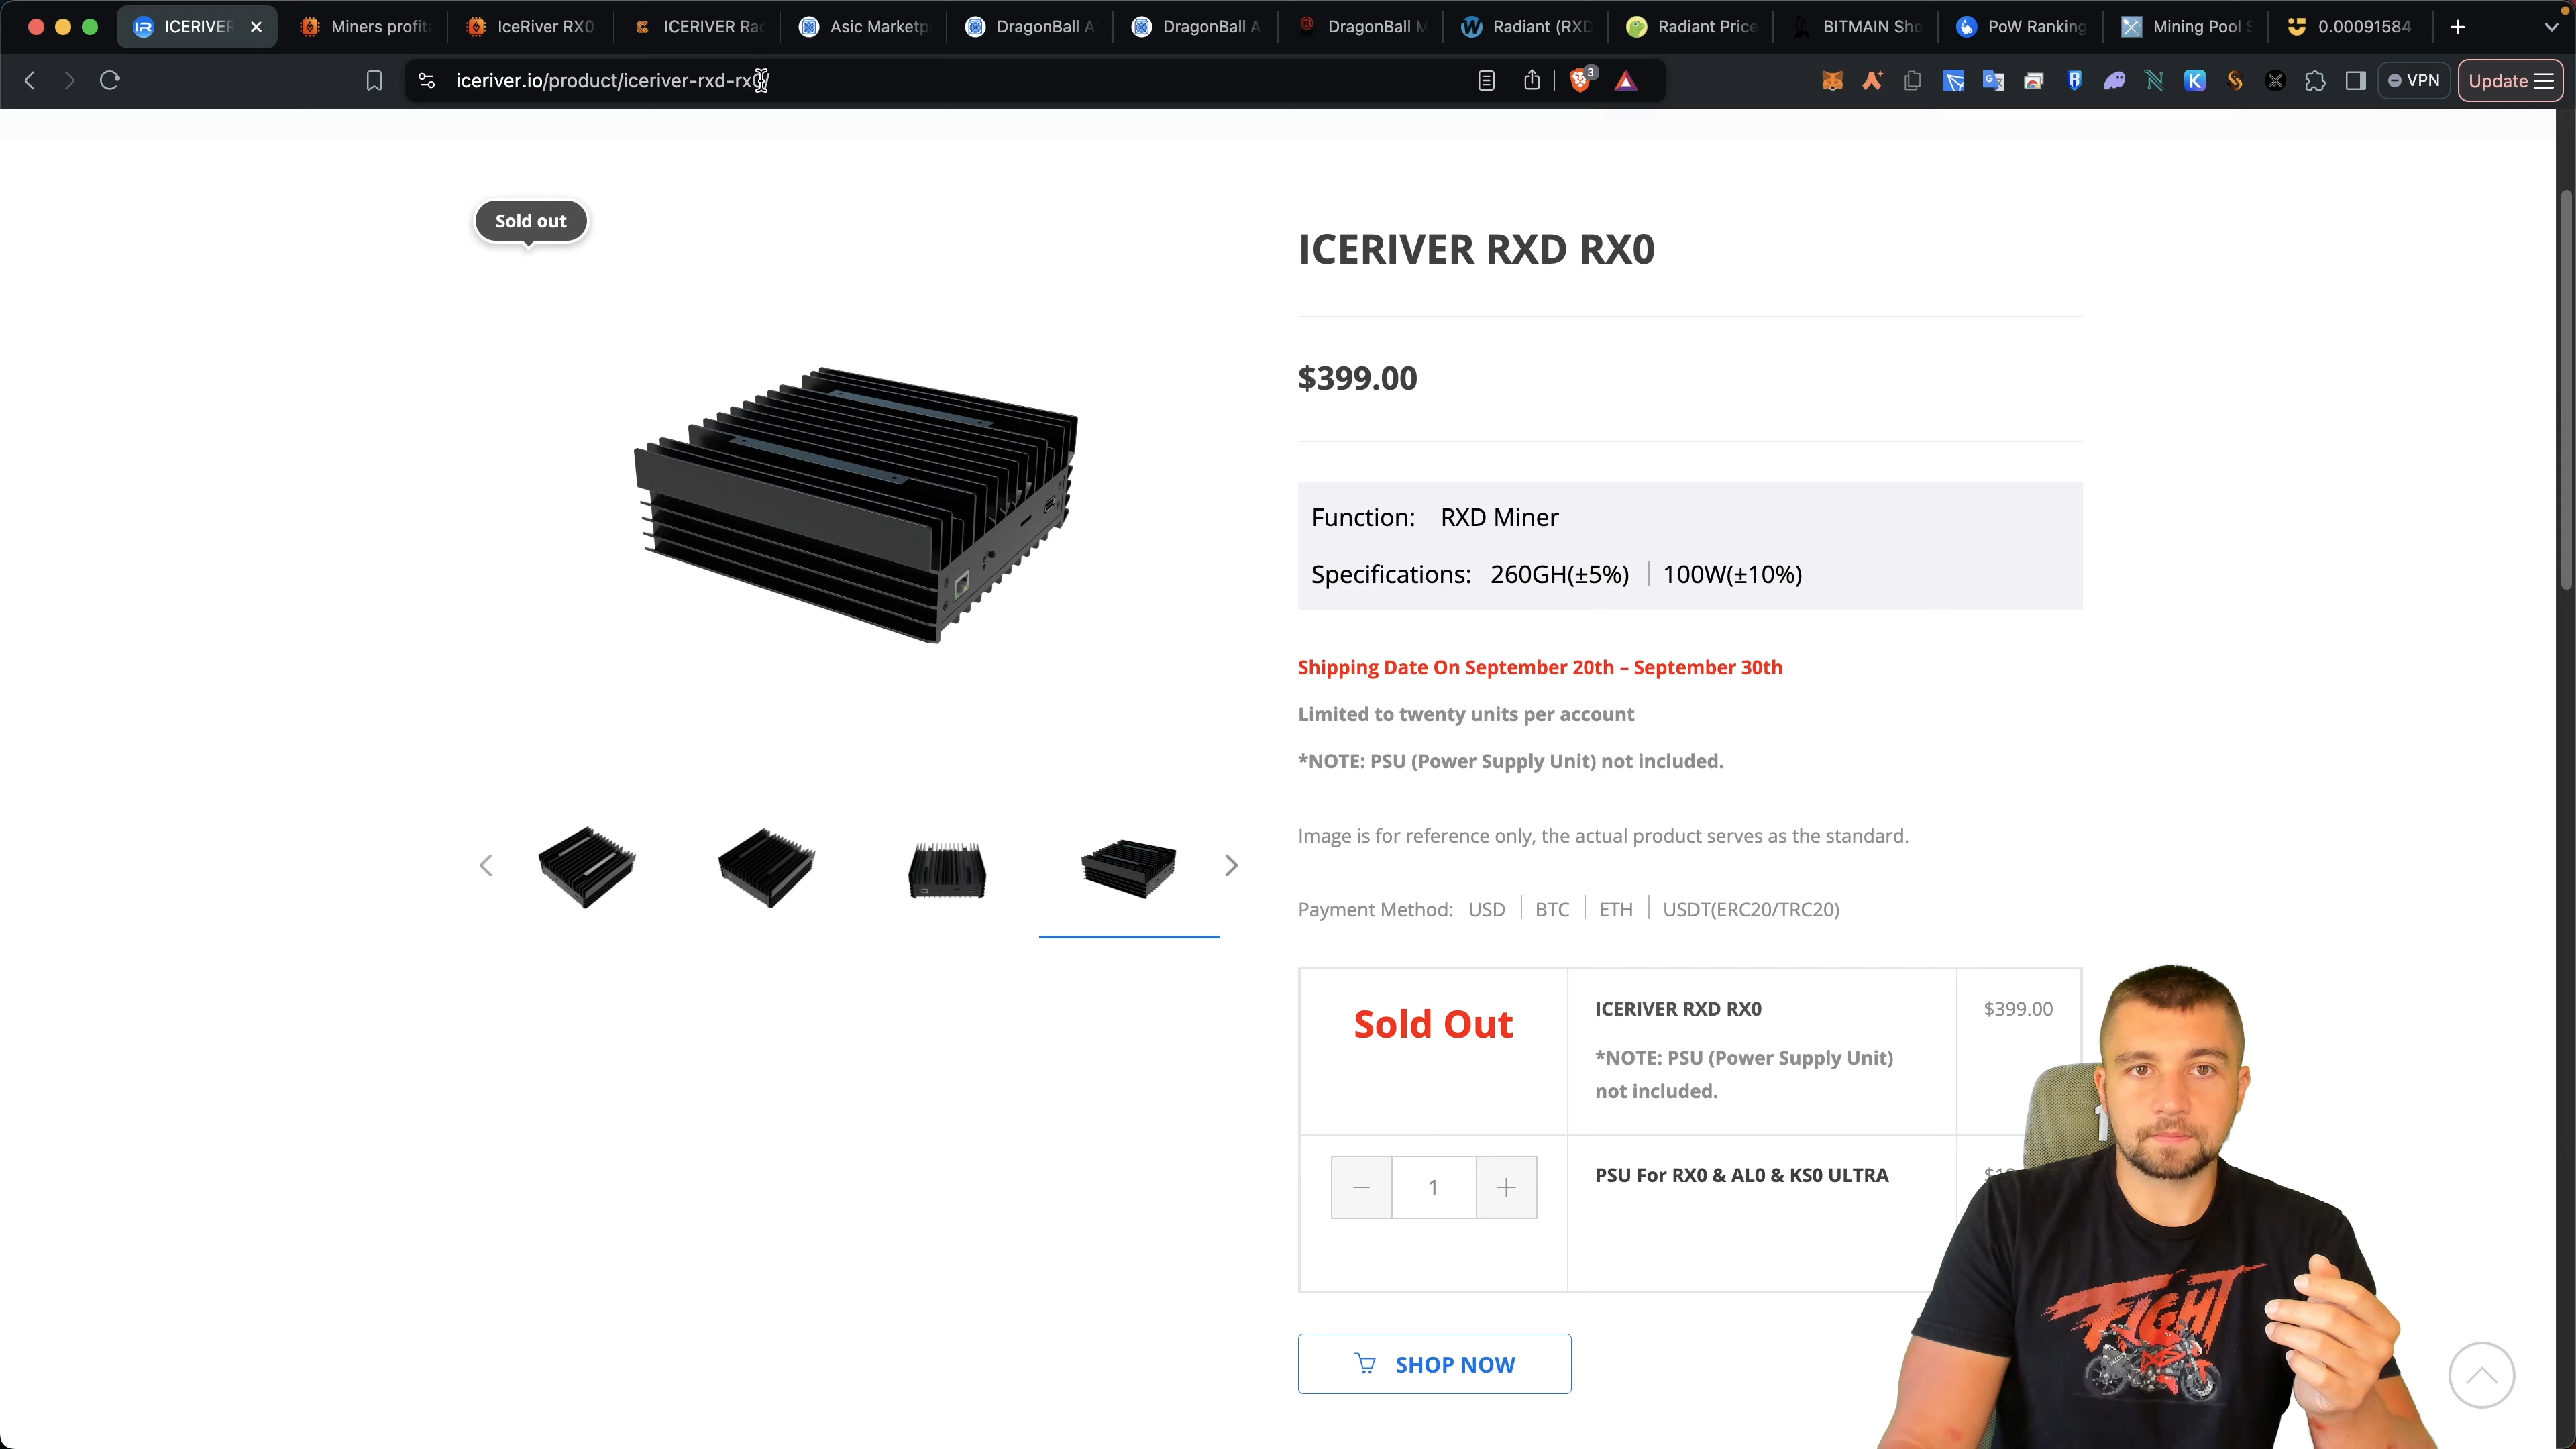 ICERIVER
Miners profit
IceRiver RX0
ICERIVER Rad
Asic Marketp
DragonBall A
DragonBall A
DragonBall M
Radiant (RXD
Radiant Price
BITMAIN Sho
PoW Ranking
Mining Pool S
0.00091584
iceriver.io/product/iceriver-rxd-rx0/
3
VPN
Update
Sold out
ICERIVER RXD RX0
$399.00
Function: RXD Miner
Specifications: 260GH(±5%) | 100W(±10%)
Shipping Date On September 20th – September 30th
Limited to twenty units per account
*NOTE: PSU (Power Supply Unit) not included.
Image is for reference only, the actual product serves as the standard.
Payment Method: USD | BTC | ETH | USDT(ERC20/TRC20)
Sold Out
ICERIVER RXD RX0
$399.00
*NOTE: PSU (Power Supply Unit)
not included.
1
PSU For RX0 & AL0 & KS0 ULTRA
SHOP NOW
FIGHT